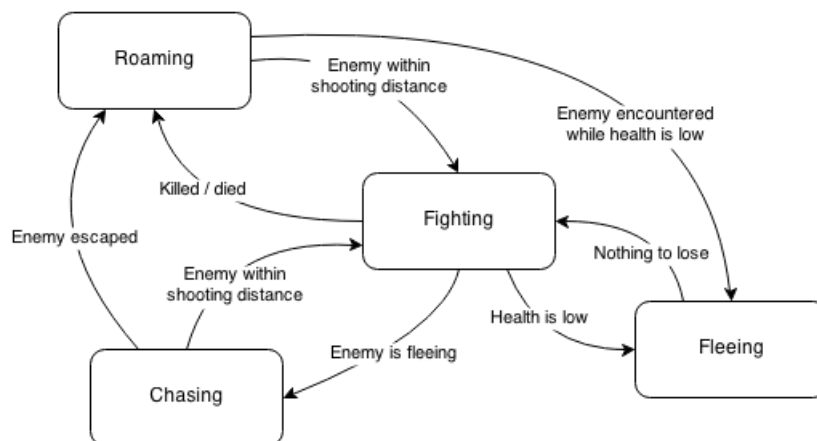 Roaming
Enemy within
shooting distance
Enemy encountered
while health is low
Killed / died
Fighting
Enemy escaped
Nothing to lose
Enemy within
shooting distance
Health is low
Enemy is fleeing
Fleeing
Chasing